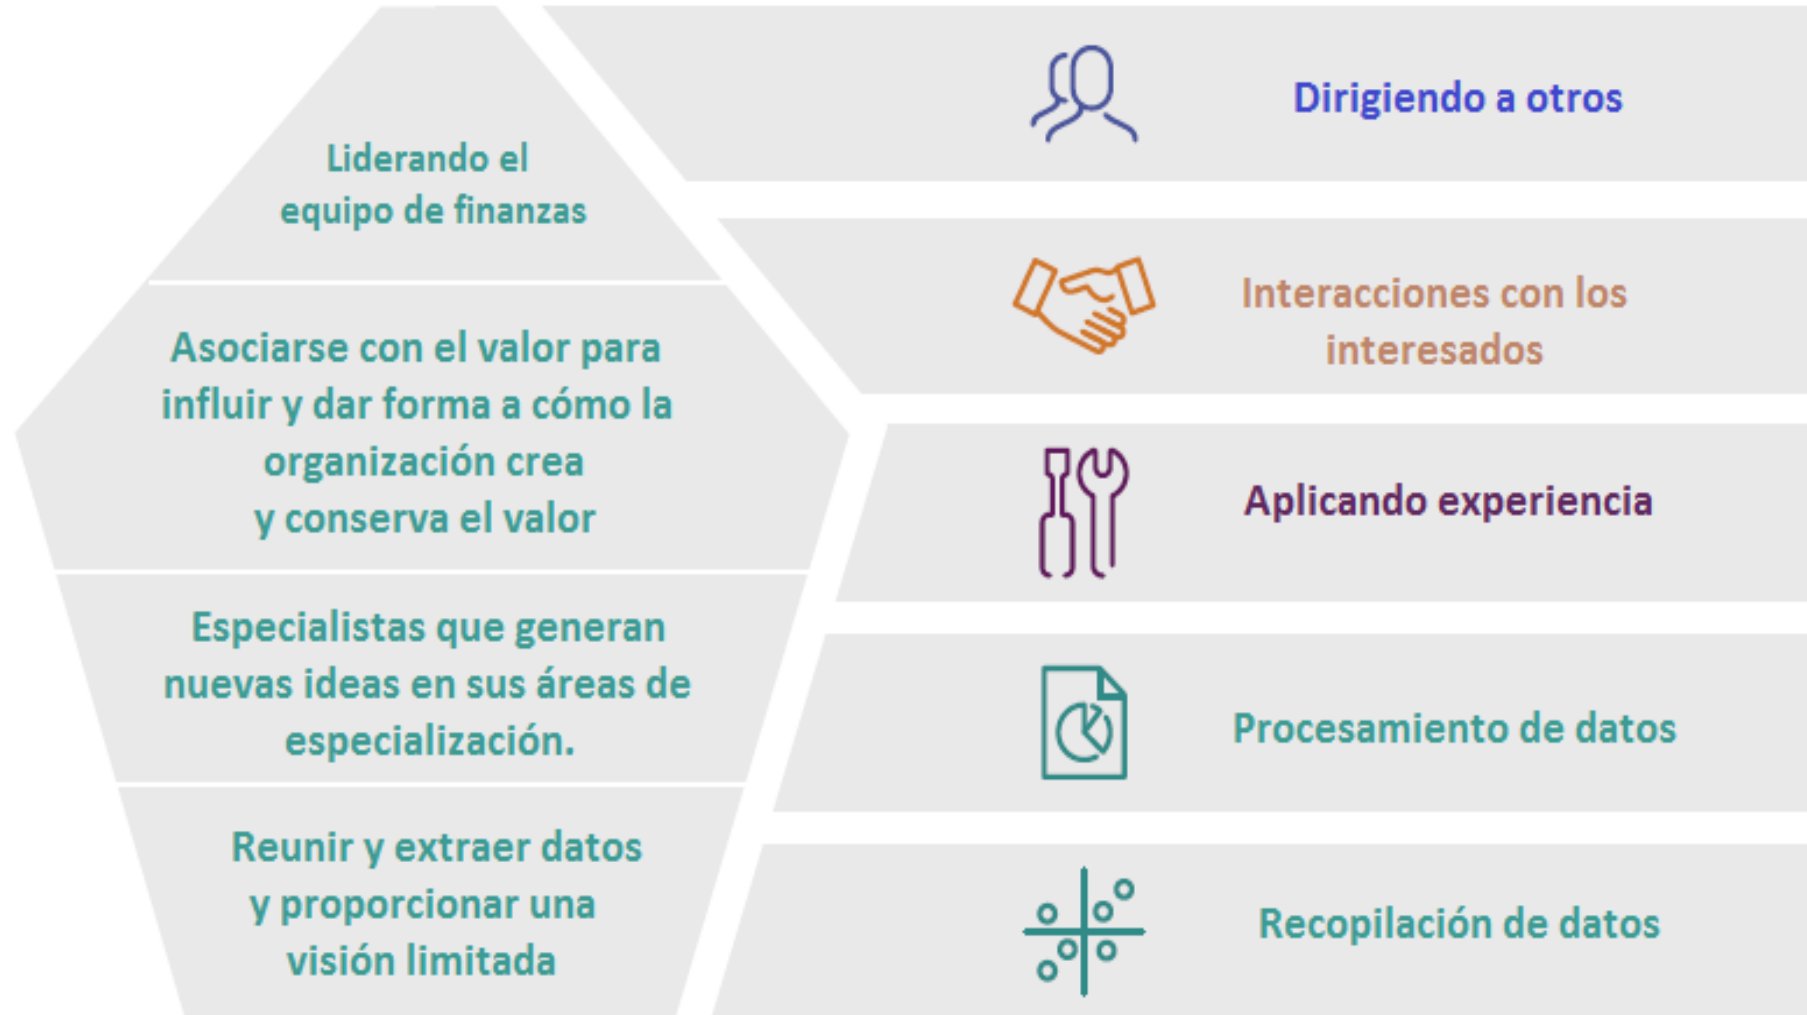 Liderando el
equipo de finanzas
Asociarse con el valor para
influir y dar forma a cómo la
organización crea
y conserva el valor
Especialistas que generan
nuevas ideas en sus áreas de
especialización.
Reunir y extraer datos
y proporcionar una
visión limitada
Dirigiendo a otros
Interacciones con los
interesados
Aplicando experiencia
Procesamiento de datos
Recopilación de datos